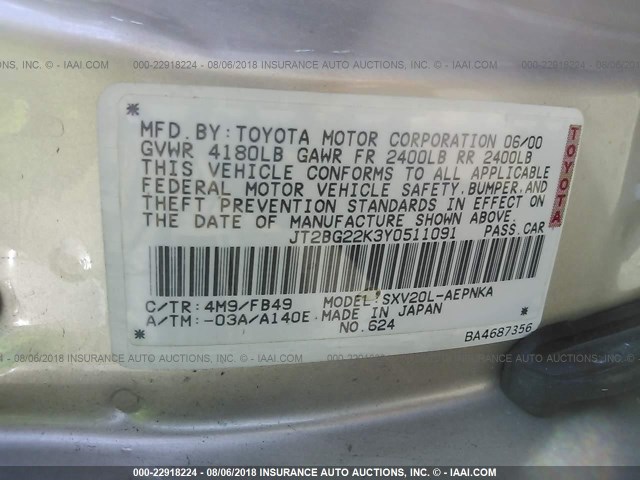 000-22918224 - 08/06/2018 INSURANCE AUTO AUCTIONS, INC. - IAAI.COM
MFD. BY: TOYOTA MOTOR CORPORATION 06/00
GVWR 4180LB GAWR FR 2400LB RR 2400LB
THIS VEHICLE CONFORMS TO ALL APPLICABLE
FEDERAL MOTOR VEHICLE SAFETY, BUMPER, AND
THEFT PREVENTION STANDARDS IN EFFECT ON
THE DATE OF MANUFACTURE SHOWN ABOVE.
JT2BG22K3Y0511091 PASS. CAR
TOYOTA
C/TR: 4M9/FB49 MODEL: SXV20L-AEPNKA
A/TM: -03A/A140E MADE IN JAPAN
NO. 624
BA4687356
000-22918224 - 08/06/2018 INSURANCE AUTO AUCTIONS, INC. - IAAI.COM